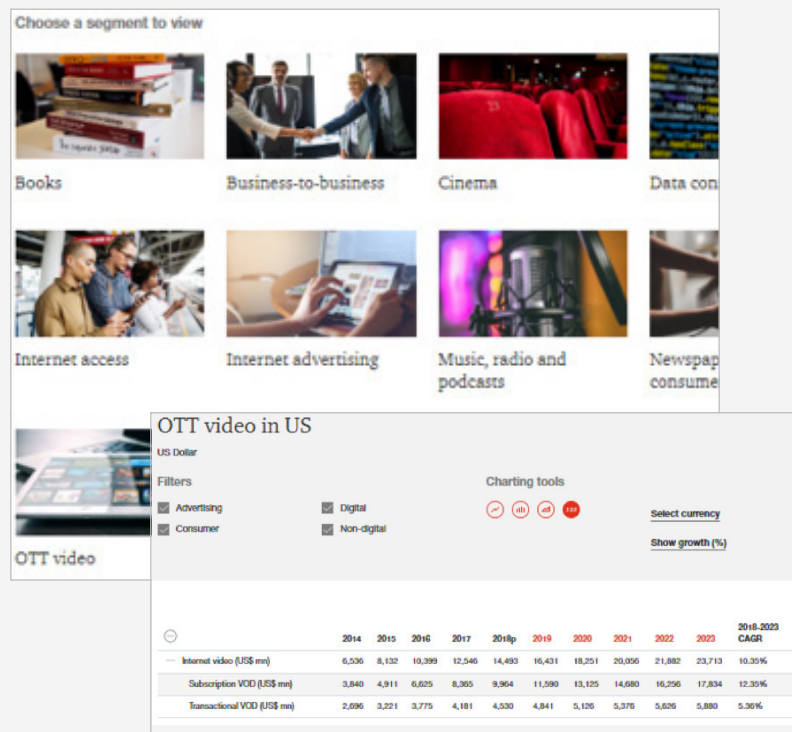 Choose a segment to view
Books
Business-to-business
Cinema
Data con
Internet access
Internet advertising
Music, radio and
podcasts
Newspap
consume
OTT video
OTT video in US
US Dollar
Filters
Charting tools
Advertising
Digital
Consumer
Non-digital
Select currency
Show growth (%)
2014 2015 2016 2017 2018p 2019 2020 2021 2022 2023 2018-2023 CAGR
Internet video (US$ mn) 6,536 8,132 10,399 12,546 14,493 16,431 18,251 20,056 21,882 23,713 10.35%
Subscription VOD (US$ mn) 3,840 4,911 6,625 8,365 9,964 11,590 13,125 14,680 16,256 17,834 12.35%
Transactional VOD (US$ mn) 2,696 3,221 3,775 4,181 4,530 4,841 5,126 5,376 5,626 5,880 5.36%